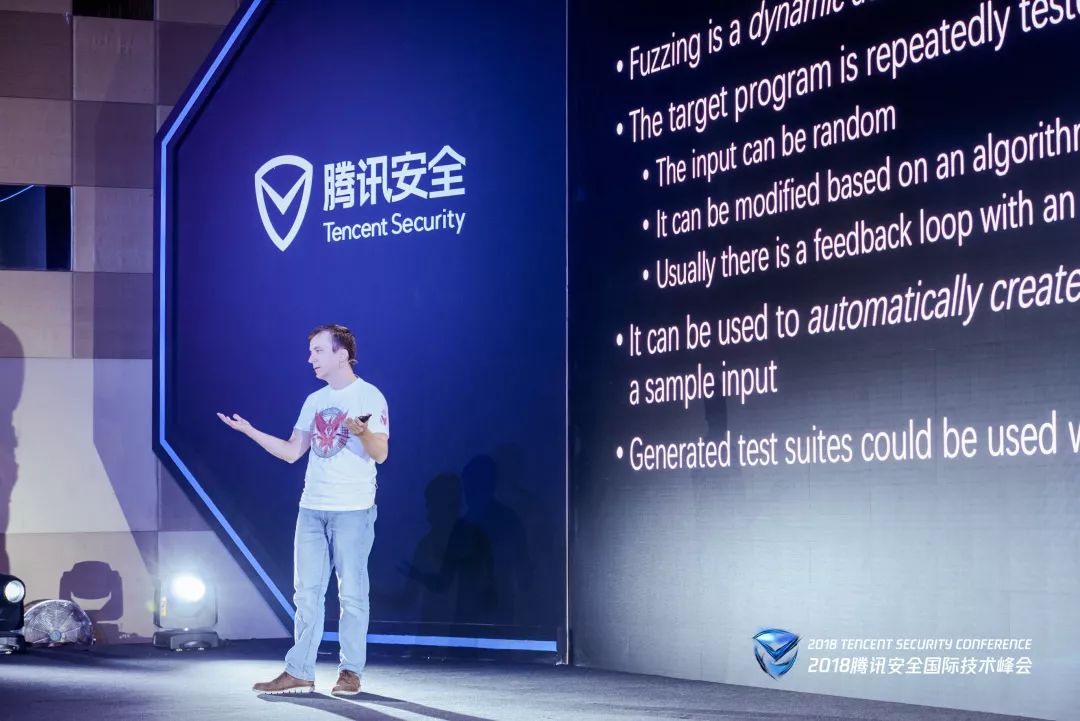 腾讯安全
Tencent Security
• Fuzzing is a dynamic
• The target program is repeatedly
• The input can be random
• It can be modified based on an
• Usually there is a feedback loop with an
• It can be used to automatically create
a sample input
• Generated test suites could be used
2018 TENCENT SECURITY CONFERENCE
2018腾讯安全国际技术峰会